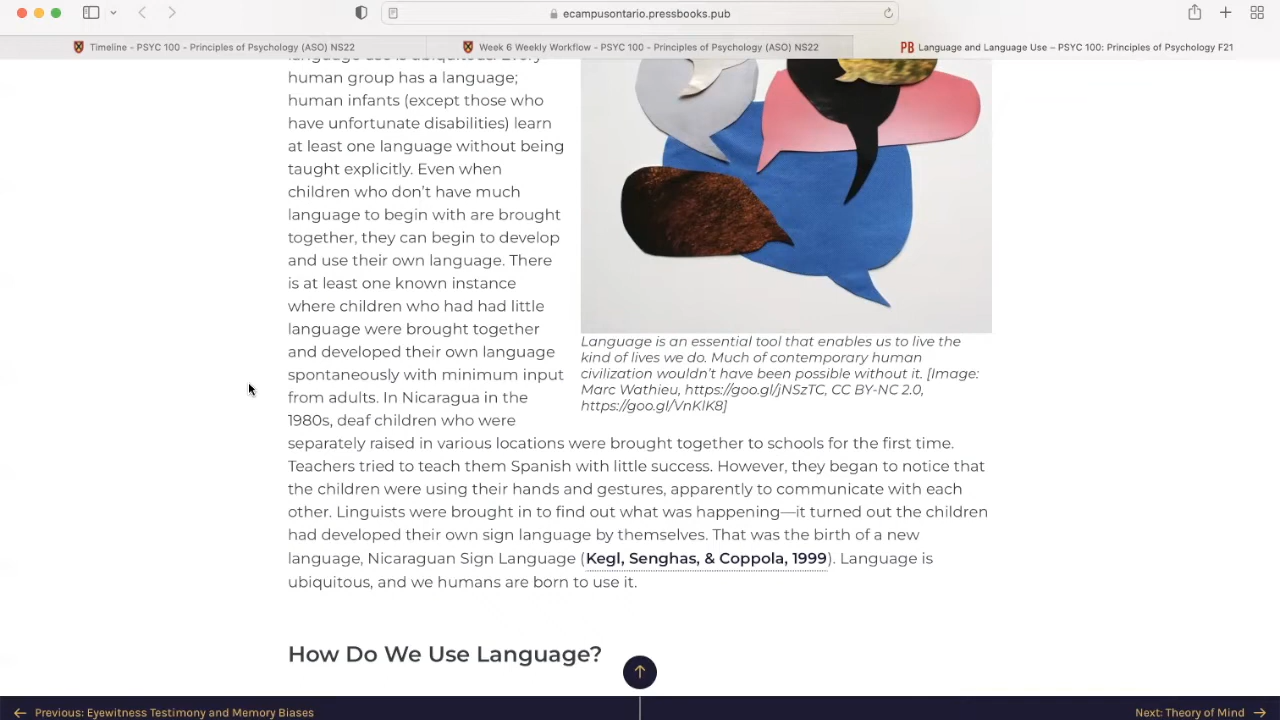 ecampusontario.pressbooks.pub
Timeline - PSYC 100 - Principles of Psychology (ASO) NS22
Week 6 Weekly Workflow - PSYC 100 - Principles of Psychology (ASO) NS22
PB Language and Language Use – PSYC 100: Principles of Psychology F21
language use is ubiquitous. Every
human group has a language;
human infants (except those who
have unfortunate disabilities) learn
at least one language without being
taught explicitly. Even when
children who don’t have much
language to begin with are brought
together, they can begin to develop
and use their own language. There
is at least one known instance
where children who had had little
language were brought together
and developed their own language
spontaneously with minimum input
from adults. In Nicaragua in the
1980s, deaf children who were
separately raised in various locations were brought together to schools for the first time.
Teachers tried to teach them Spanish with little success. However, they began to notice that
the children were using their hands and gestures, apparently to communicate with each
other. Linguists were brought in to find out what was happening—it turned out the children
had developed their own sign language by themselves. That was the birth of a new
language, Nicaraguan Sign Language (Kegl, Senghas, & Coppola, 1999). Language is
ubiquitous, and we humans are born to use it.
Language is an essential tool that enables us to live the
kind of lives we do. Much of contemporary human
civilization wouldn’t have been possible without it. [Image:
Marc Wathieu, https://goo.gl/jNSzTC, CC BY-NC 2.0,
https://goo.gl/VnKlK8]
How Do We Use Language?
← Previous: Eyewitness Testimony and Memory Biases
Next: Theory of Mind →